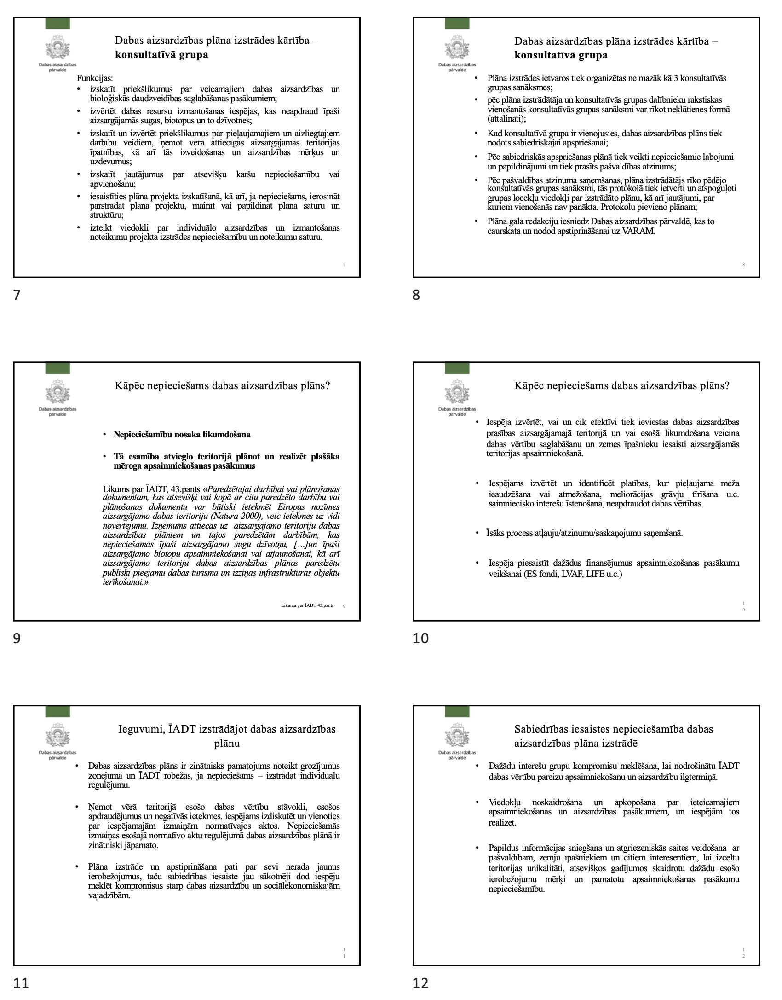 Dabas aizsardzības pārvalde
Dabas aizsardzības plāna izstrādes kārtība –
konsultatīvā grupa
Funkcijas:
• izskatīt priekšlikumus par veicamajiem dabas aizsardzības un
bioloģiskās daudzveidības saglabāšanas pasākumiem;
• izvērtēt dabas resursu izmantošanas iespējas, kas neapdraud īpaši
aizsargājamās sugas, biotopus un to dzīvotnes;
• izskatīt un izvērtēt priekšlikumus par pieļaujamajiem un aizliegtajiem
darbību veidiem, ņemot vērā attiecīgās aizsargājamās teritorijas
īpatnības, kā arī tās izveidošanas un aizsardzības mērķus un
uzdevumus;
• izskatīt jautājumus par atsevišķu karšu nepieciešamību vai
apvienošanu;
• iesaistīties plāna projekta izskatīšanā, kā arī, ja nepieciešams, ierosināt
pārstrādāt plāna projektu, mainīt vai papildināt plāna saturu un
struktūru;
• izteikt viedokli par individuālo aizsardzības un izmantošanas
noteikumu projekta izstrādes nepieciešamību un noteikumu saturu.
7
7
Dabas aizsardzības
pārvalde
Dabas aizsardzības plāna izstrādes kārtība –
konsultatīvā grupa
• Plāna izstrādes ietvaros tiek organizētas ne mazāk kā 3 konsultatīvās
grupas sanāksmes;
• pēc plāna izstrādātāja un konsultatīvās grupas dalībnieku rakstiskas
vienošanās konsultatīvās grupas sanāksmi var rīkot neklātienes formā
(attālināti);
• Kad konsultatīvā grupa ir vienojusies, dabas aizsardzības plāns tiek
nodots sabiedriskajai apspriešanai;
• Pēc sabiedriskās apspriešanas plānā tiek veikti nepieciešamie labojumi
un papildinājumi un tiek prasīts pašvaldības atzinums;
• Pēc pašvaldības atzinuma saņemšanas, plāna izstrādātājs rīko pēdējo
konsultatīvās grupas sanāksmi, tās protokolā tiek ietverti un atspoguļoti
grupas locekļu viedokļi par izstrādāto plānu, kā arī jautājumi, par
kuriem vienošanās nav panākta. Protokolu pievieno plānam;
• Plāna gala redakciju iesniedz Dabas aizsardzības pārvaldē, kas to
caurskata un nodod apstiprināšanai uz VARAM.
8
8
Dabas aizsardzības
pārvalde
Kāpēc nepieciešams dabas aizsardzības plāns?
• Nepieciešamību nosaka likumdošana
• Tā esamība atvieglo teritorijā plānot un realizēt plašāka
mēroga apsaimniekošanas pasākumus
Likums par ĪADT, 43.pants «Paredzētajai darbībai vai plānošanas
dokumentam, kas atsevišķi vai kopā ar citu paredzēto darbību vai
plānošanas dokumentu var būtiski ietekmēt Eiropas nozīmes
aizsargājamo dabas teritoriju (Natura 2000), veic ietekmes uz vidi
novērtējumu. Izņēmums attiecas uz aizsargājamo teritoriju dabas
aizsardzības plāniem un tajos paredzētām darbībām, kas
nepieciešamas īpaši aizsargājamo sugu dzīvotņu, [...]un īpaši
aizsargājamo biotopu apsaimniekošanai vai atjaunošanai, kā arī
aizsargājamo teritoriju dabas aizsardzības plānos paredzētu
publiski pieejamu dabas tūrisma un izziņas infrastruktūras objektu
ierīkošanai.»
Likuma par ĪADT 43.pants 9
9
Dabas aizsardzības
pārvalde
Kāpēc nepieciešams dabas aizsardzības plāns?
• Iespēja izvērtēt, vai un cik efektīvi tiek ieviestas dabas aizsardzības
prasības aizsargājamajā teritorijā un vai esošā likumdošana veicina
dabas vērtību saglabāšanu un zemes īpašnieku iesaisti aizsargājamās
teritorijas apsaimniekošanā.
• Iespējams izvērtēt un identificēt platības, kur pieļaujama meža
ieaudzēšana vai atmežošana, meliorācijas grāvju tīrīšana u.c.
saimniecisko interešu īstenošana, neapdraudot dabas vērtības.
• Īsāks process atļauju/atzinumu/saskaņojumu saņemšanā.
• Iespēja piesaistīt dažādus finansējumus apsaimniekošanas pasākumu
veikšanai (ES fondi, LVAF, LIFE u.c.)
1
0
10
Dabas aizsardzības
pārvalde
Ieguvumi, ĪADT izstrādājot dabas aizsardzības
plānu
• Dabas aizsardzības plāns ir zinātnisks pamatojums noteikt grozījumus
zonējumā un ĪADT robežās, ja nepieciešams – izstrādāt individuālu
regulējumu.
• Ņemot vērā teritorijā esošo dabas vērtību stāvokli, esošos
apdraudējumus un negatīvās ietekmes, iespējams izdiskutēt un vienoties
par iespējamajām izmaiņām normatīvajos aktos. Nepieciešamās
izmaiņas esošajā normatīvo aktu regulējumā dabas aizsardzības plānā ir
zinātniski jāpamato.
• Plāna izstrāde un apstiprināšana pati par sevi nerada jaunus
ierobežojumus, taču sabiedrības iesaiste jau sākotnēji dod iespēju
meklēt kompromisus starp dabas aizsardzību un sociālekonomiskajām
vajadzībām.
1
1
11
Dabas aizsardzības
pārvalde
Sabiedrības iesaistes nepieciešamība dabas
aizsardzības plāna izstrādē
• Dažādu interešu grupu kompromisu meklēšana, lai nodrošinātu ĪADT
dabas vērtību pareizu apsaimniekošanu un aizsardzību ilgtermiņā.
• Viedokļu noskaidrošana un apkopošana par ieteicamajiem
apsaimniekošanas un aizsardzības pasākumiem, un iespējām tos
realizēt.
• Papildus informācijas sniegšana un atgriezeniskās saites veidošana ar
pašvaldībām, zemju īpašniekiem un citiem interesentiem, lai izceltu
teritorijas unikalitāti, atsevišķos gadījumos skaidrotu dažādu esošo
ierobežojumu mērķi un pamatotu apsaimniekošanas pasākumu
nepieciešamību.
1
2
12